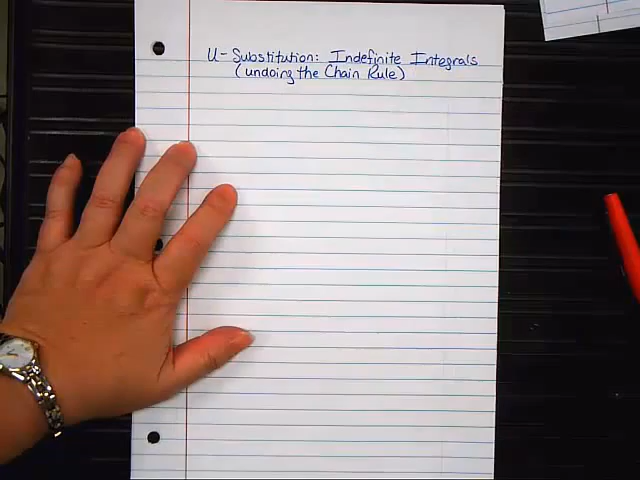 U- Substitution: Indefinite Integrals
(undoing the Chain Rule)